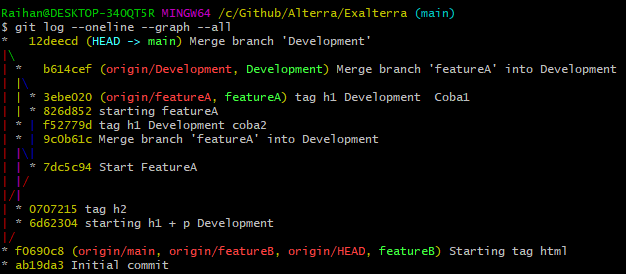 Raihan@DESKTOP-34OQT5R MINGW64 /c/Github/Alterra/Exalterra (main)
$ git log --oneline --graph --all
*   12deecd (HEAD -> main) Merge branch 'Development'
|\
| *   b614cef (origin/Development, Development) Merge branch 'featureA' into Development
| |\
| | * 3ebe020 (origin/featureA, featureA) tag h1 Development  Coba1
| | * 826d852 starting featureA
| * | f52779d tag h1 Development coba2
| * | 9c0b61c Merge branch 'featureA' into Development
| |\|
| | * 7dc5c94 Start FeatureA
| |/
|/|
| * 0707215 tag h2
| * 6d62304 starting h1 + p Development
|/
* f0690c8 (origin/main, origin/featureB, origin/HEAD, featureB) Starting tag html
* ab19da3 Initial commit